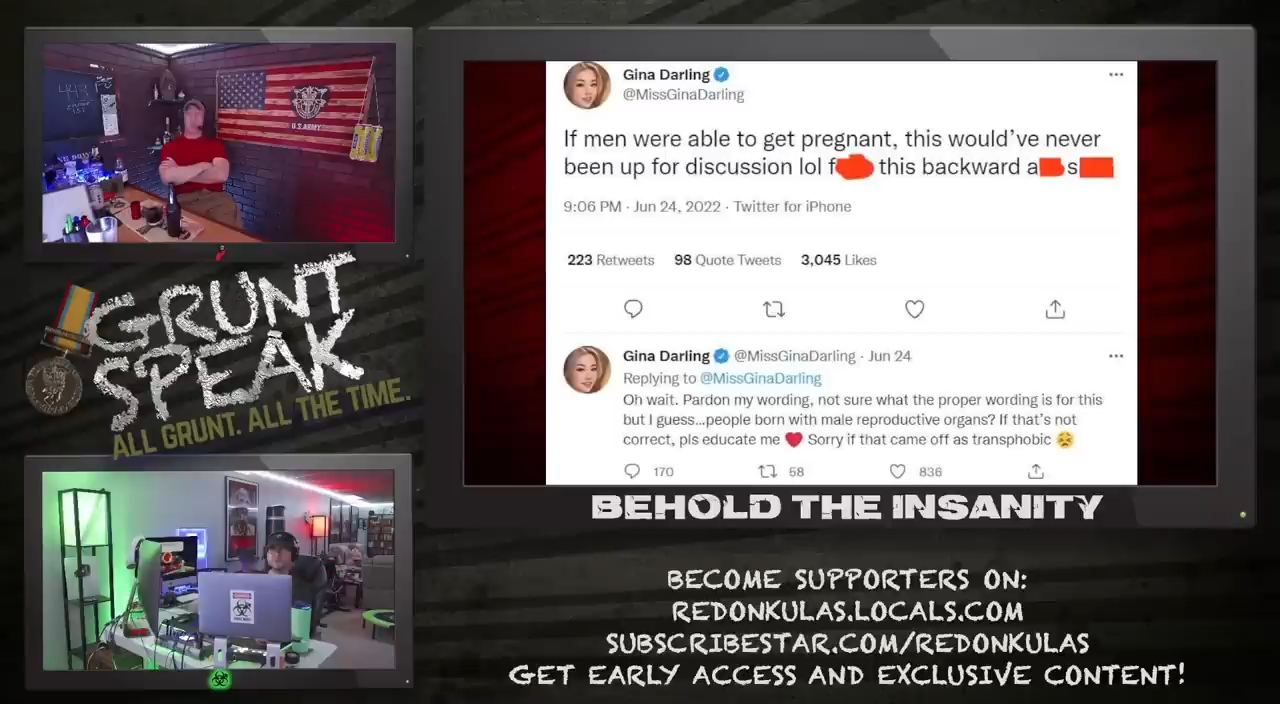 Gina Darling
@MissGinaDarling
If men were able to get pregnant, this would've never
been up for discussion lol f this backward a s
9:06 PM · Jun 24, 2022 · Twitter for iPhone
223 Retweets 98 Quote Tweets 3,045 Likes
Gina Darling @MissGinaDarling · Jun 24
Replying to @MissGinaDarling
Oh wait. Pardon my wording, not sure what the proper wording is for this
but I guess...people born with male reproductive organs? If that's not
correct, pls educate me ❤️ Sorry if that came off as transphobic 😣
170 58 836
U.S. ARMY
GRUNT
SPEAK
ALL GRUNT. ALL THE TIME.
BEHOLD THE INSANITY
BECOME SUPPORTERS ON:
REDONKULAS.LOCALS.COM
SUBSCRIBESTAR.COM/REDONKULAS
GET EARLY ACCESS AND EXCLUSIVE CONTENT!